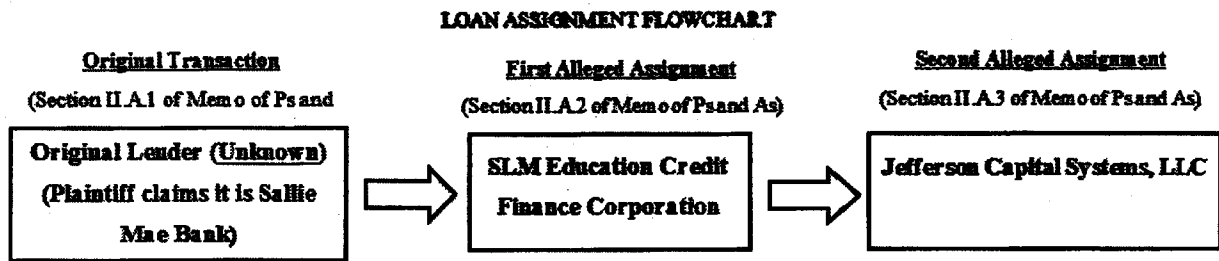 LOAN ASSIGNMENT FLOWCHART
Original Transaction
(Section II.A.1 of Memo of Ps and
Original Lender (Unknown)
(Plaintiff claims it is Sallie
Mae Bank)
First Alleged Assignment
(Section II.A.2 of Memo of Ps and As)
SLM Education Credit
Finance Corporation
Second Alleged Assignment
(Section II.A.3 of Memo of Ps and As)
Jefferson Capital Systems, LLC